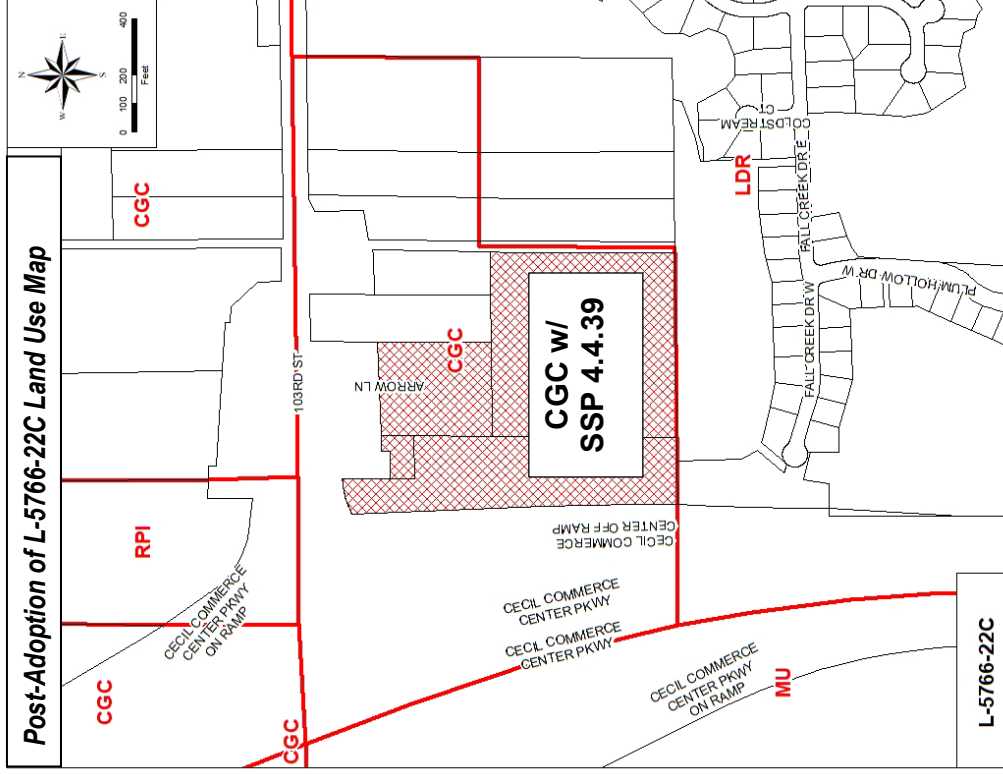 Post-Adoption of L-5766-22C Land Use Map
N
W
E
S
0 100 200 400
Feet
CGC
RPI
CGC
CECIL COMMERCE
CENTER PKWY
ON RAMP
103RD ST
CGC
ARROW LN
CGC
CGC w/
SSP 4.4.39
CECIL COMMERCE
CENTER OFF RAMP
CECIL COMMERCE
CENTER PKWY
CECIL COMMERCE
CENTER PKWY
CECIL COMMERCE
CENTER PKWY
ON RAMP
MU
LDR
COLDSTREAM
CT
FALL CREEK DR E
FALL CREEK DR W
PLUM HOLLOW DR W
L-5766-22C